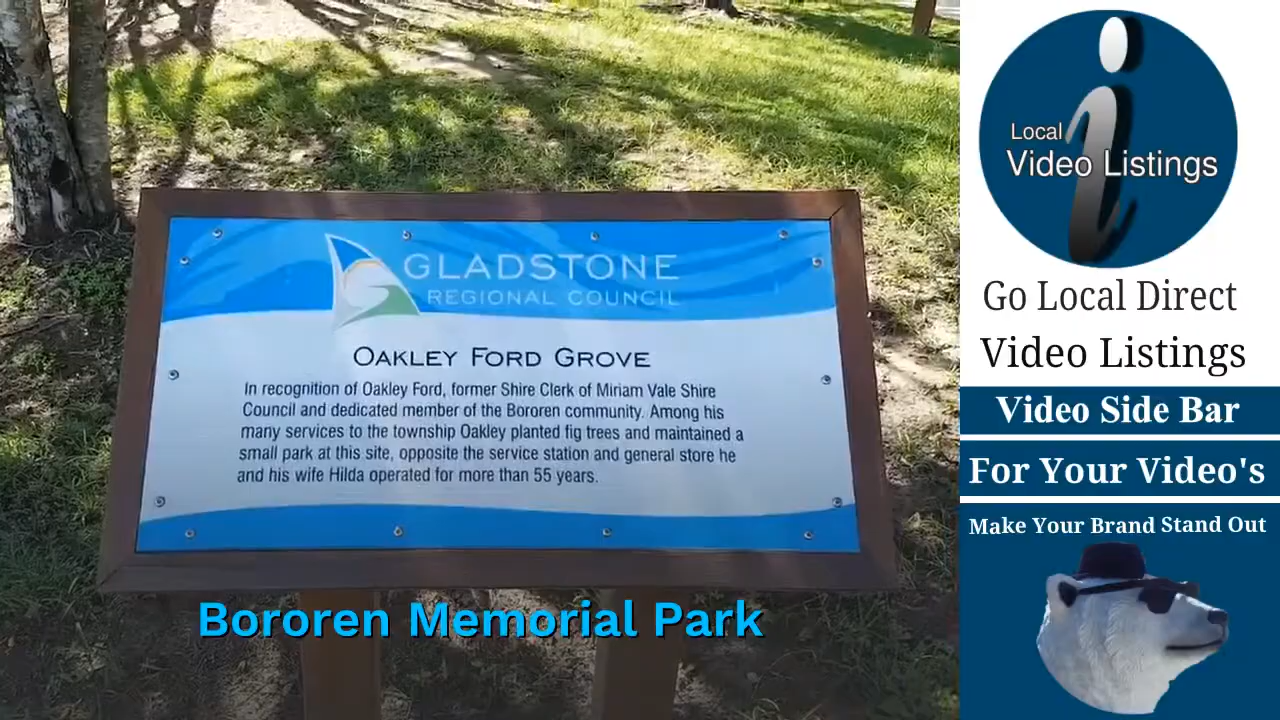 GLADSTONE
REGIONAL COUNCIL
OAKLEY FORD GROVE
In recognition of Oakley Ford, former Shire Clerk of Miriam Vale Shire
Council and dedicated member of the Bororen community. Among his
many services to the township Oakley planted fig trees and maintained a
small park at this site, opposite the service station and general store he
and his wife Hilda operated for more than 55 years.
Bororen Memorial Park
i
Local
Video Listings
Go Local Direct
Video Listings
Video Side Bar
For Your Video's
Make Your Brand Stand Out